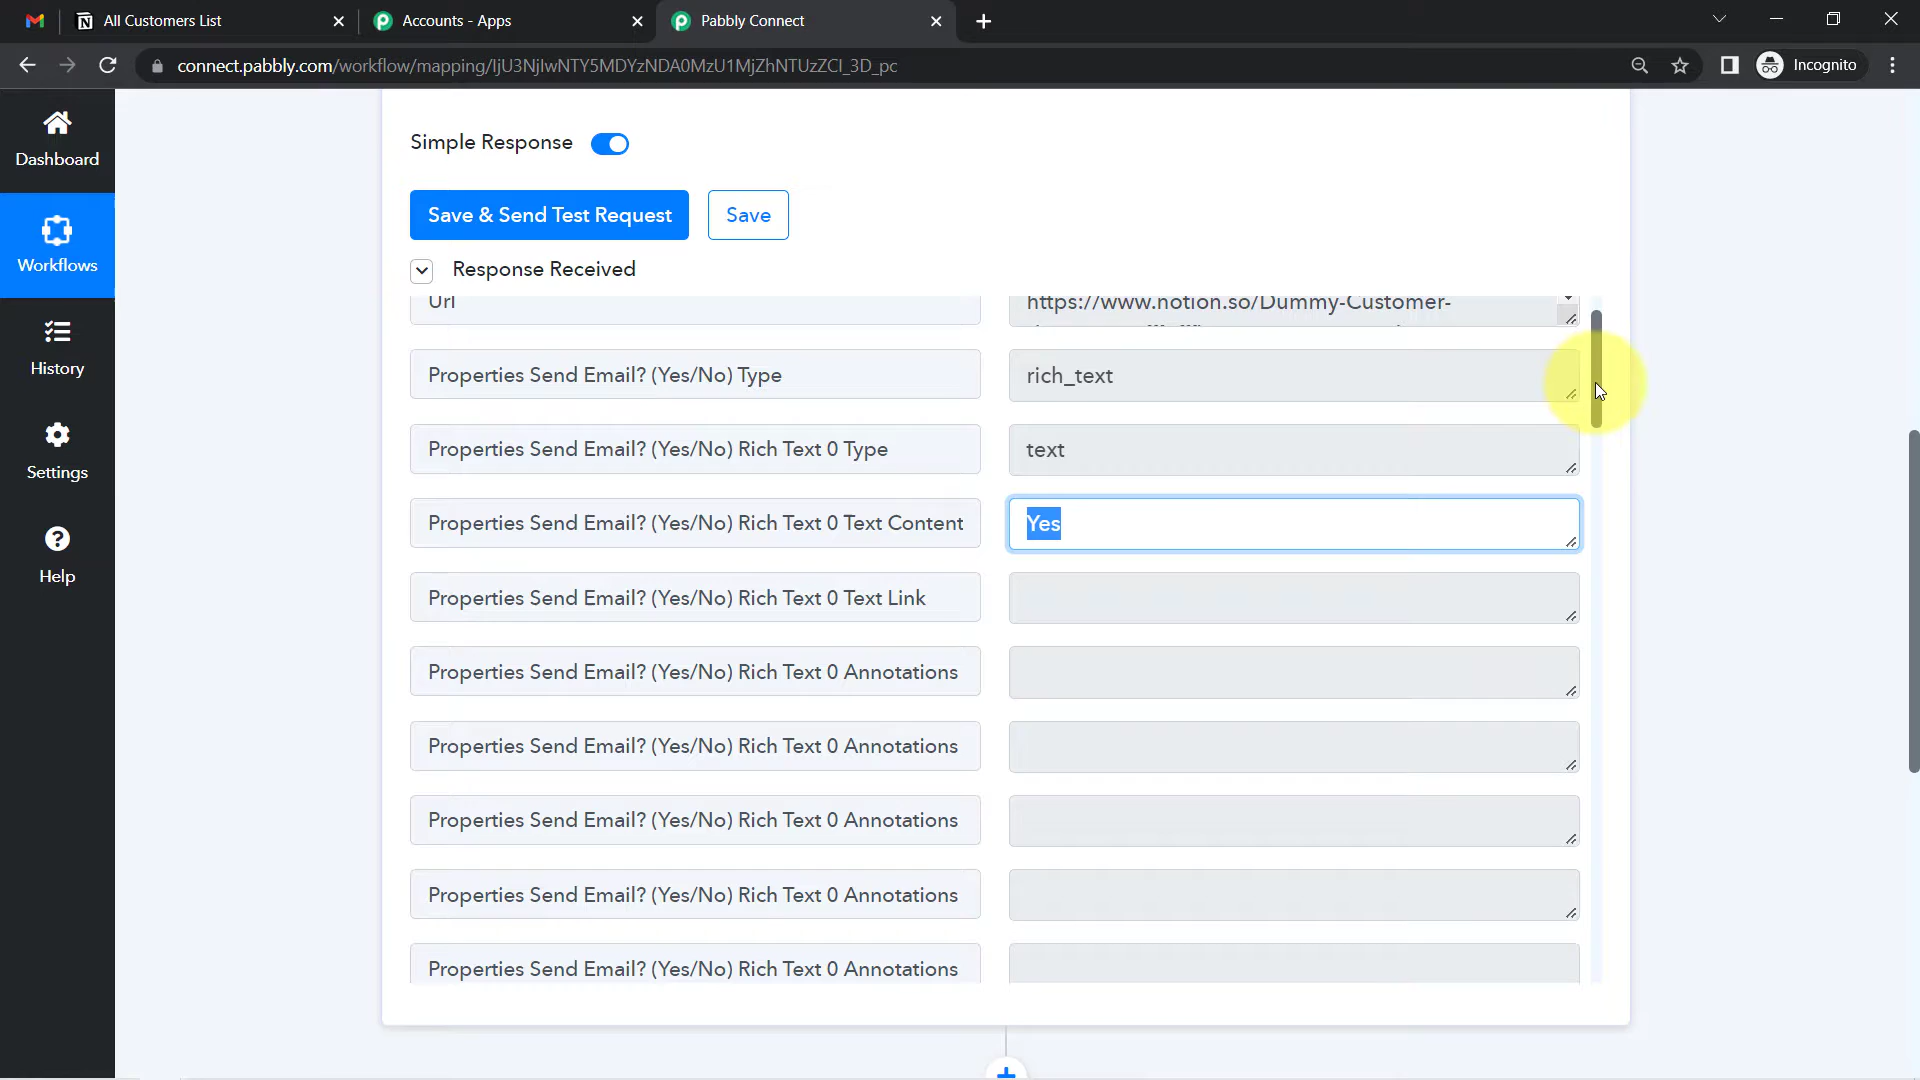 All Customers List
Accounts - Apps
Pabbly Connect
connect.pabbly.com/workflow/mapping/IjU3NjIwNTY5MDYzNDA0MzU1MjZhNTUzZCI_3D_pc
Incognito
Dashboard
Workflows
History
Settings
Help
Simple Response
Save & Send Test Request
Save
Response Received
Url
https://www.notion.so/Dummy-Customer-
Properties Send Email? (Yes/No) Type
rich_text
Properties Send Email? (Yes/No) Rich Text 0 Type
text
Properties Send Email? (Yes/No) Rich Text 0 Text Content
Yes
Properties Send Email? (Yes/No) Rich Text 0 Text Link
Properties Send Email? (Yes/No) Rich Text 0 Annotations
Properties Send Email? (Yes/No) Rich Text 0 Annotations
Properties Send Email? (Yes/No) Rich Text 0 Annotations
Properties Send Email? (Yes/No) Rich Text 0 Annotations
Properties Send Email? (Yes/No) Rich Text 0 Annotations